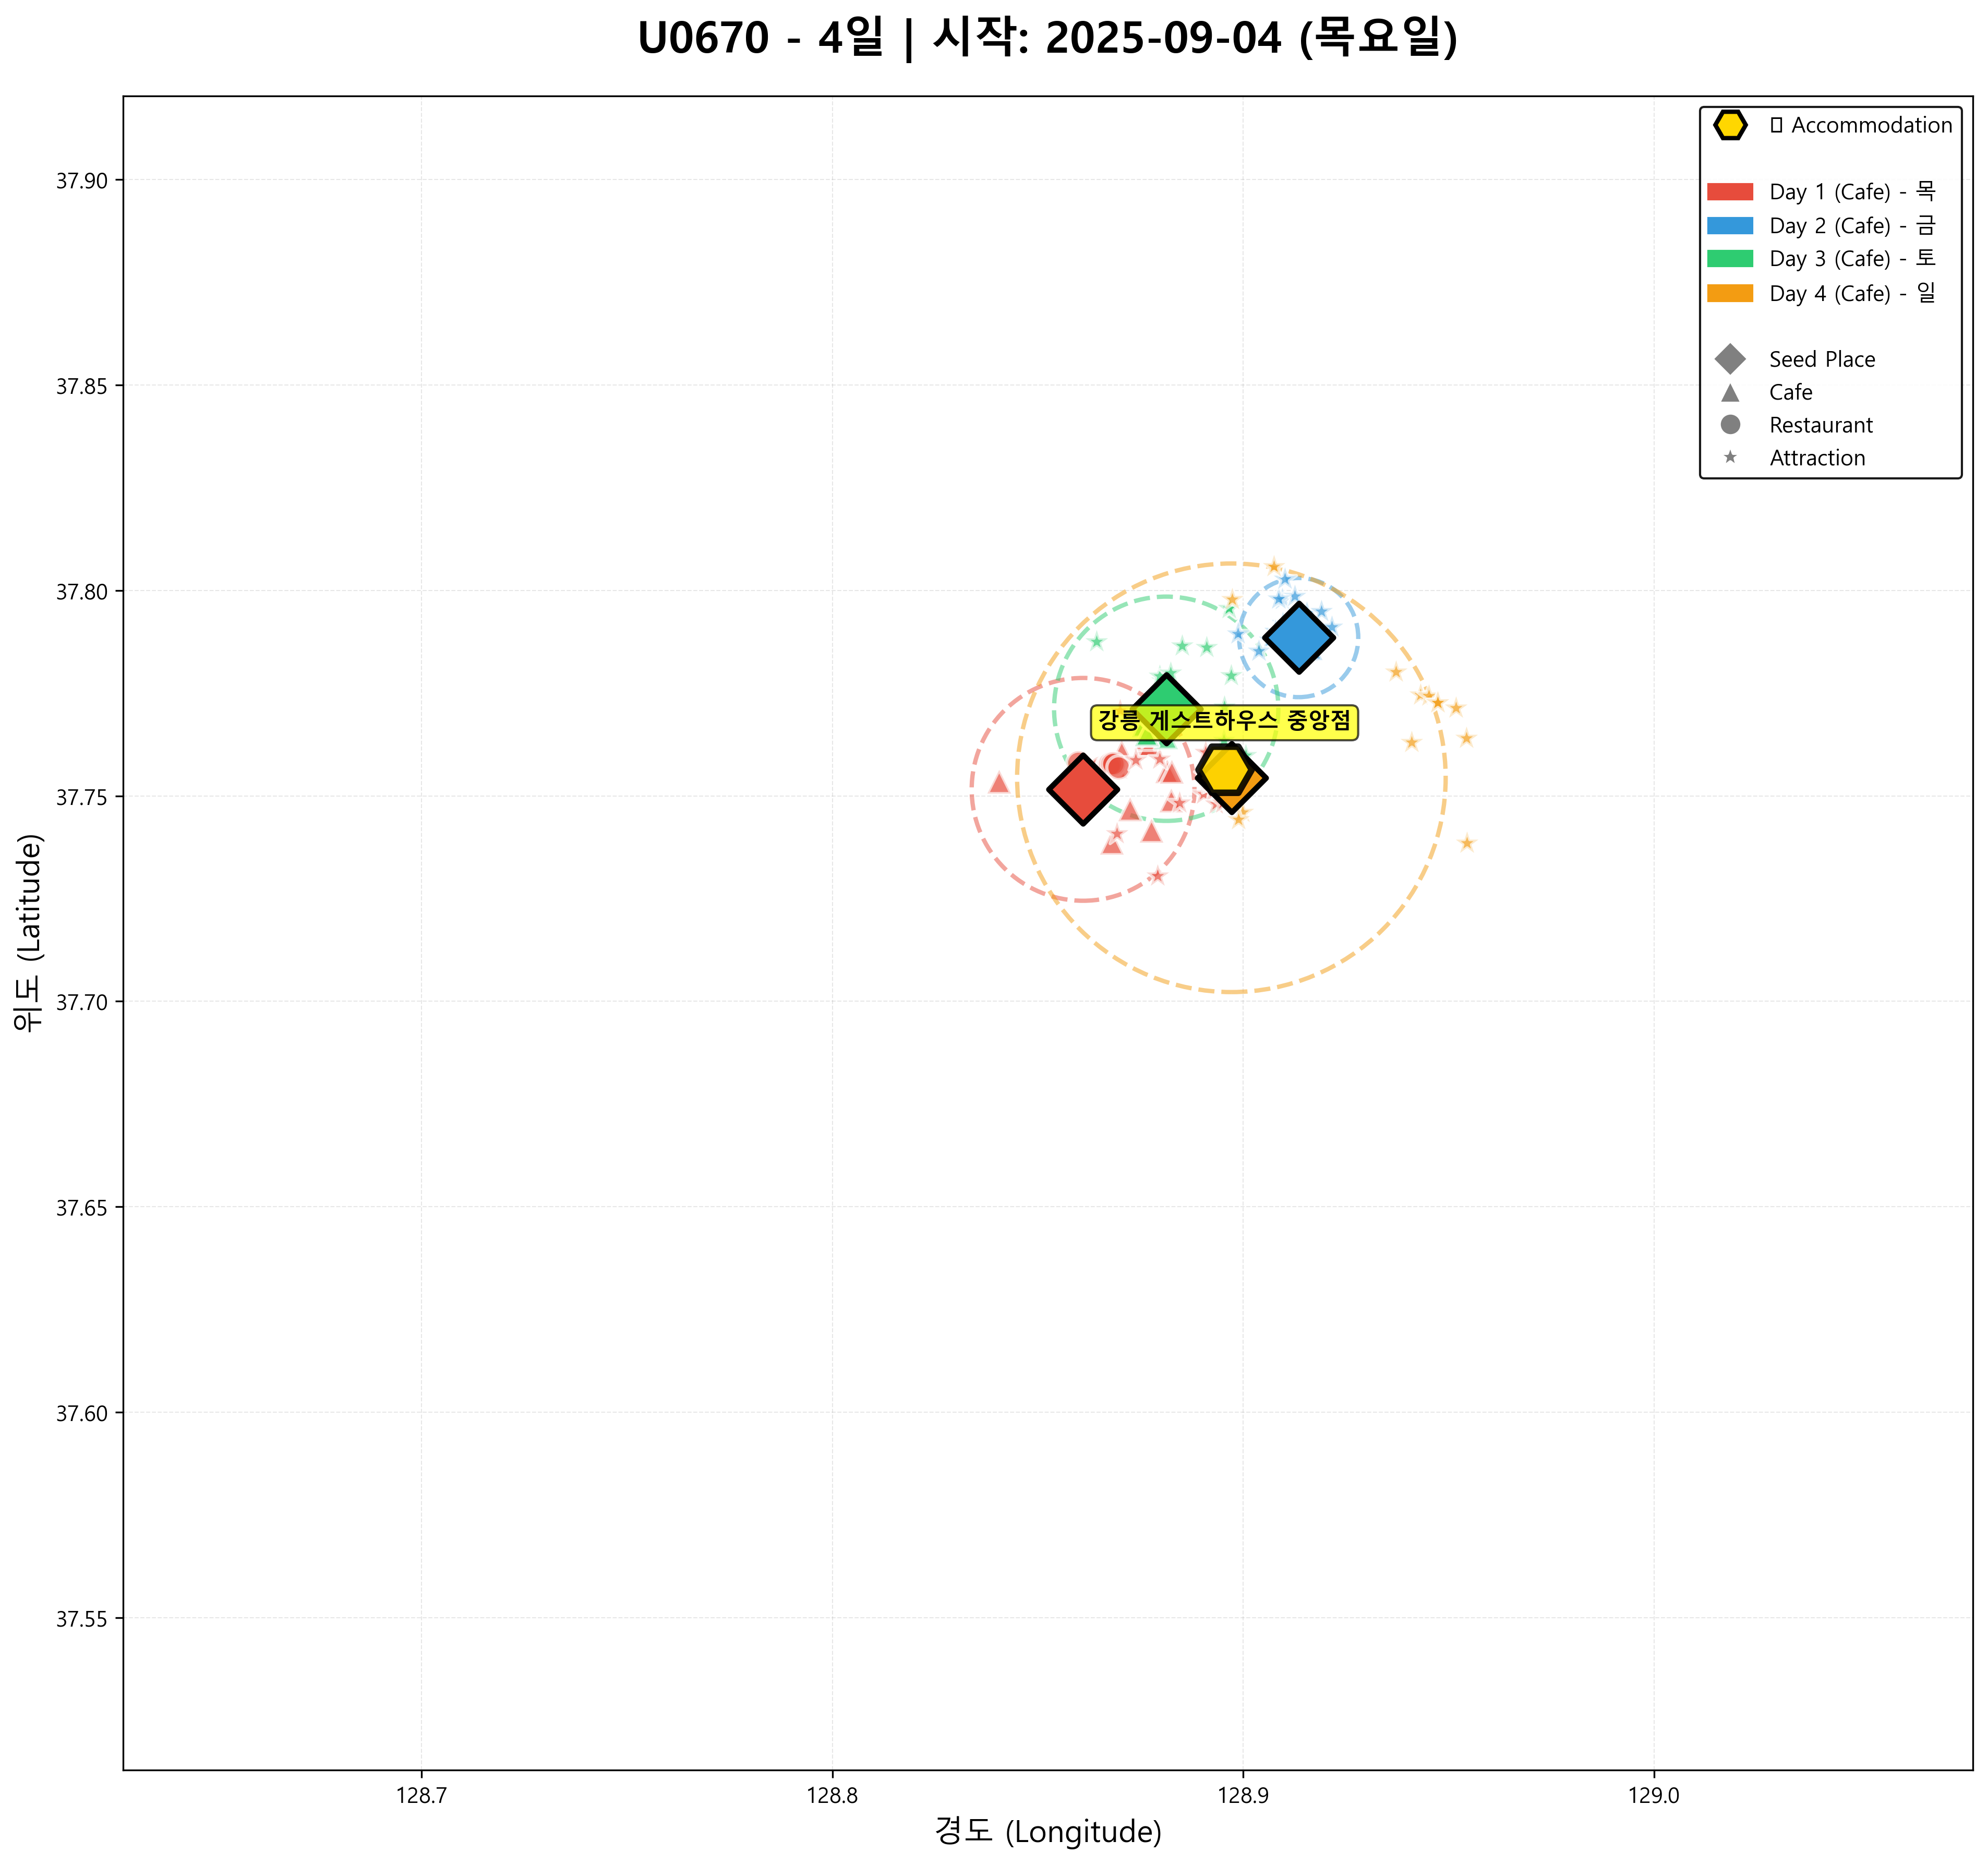 U0670 - 4일 | 시작: 2025-09-04 (목요일)
Accommodation
Day 1 (Cafe) - 목
Day 2 (Cafe) - 금
Day 3 (Cafe) - 토
Day 4 (Cafe) - 일
Seed Place
Cafe
Restaurant
Attraction
37.90
37.85
37.80
37.75
37.70
37.65
37.60
37.55
강릉 게스트하우스 중앙점
위도 (Latitude)
128.7
128.8
128.9
129.0
경도 (Longitude)